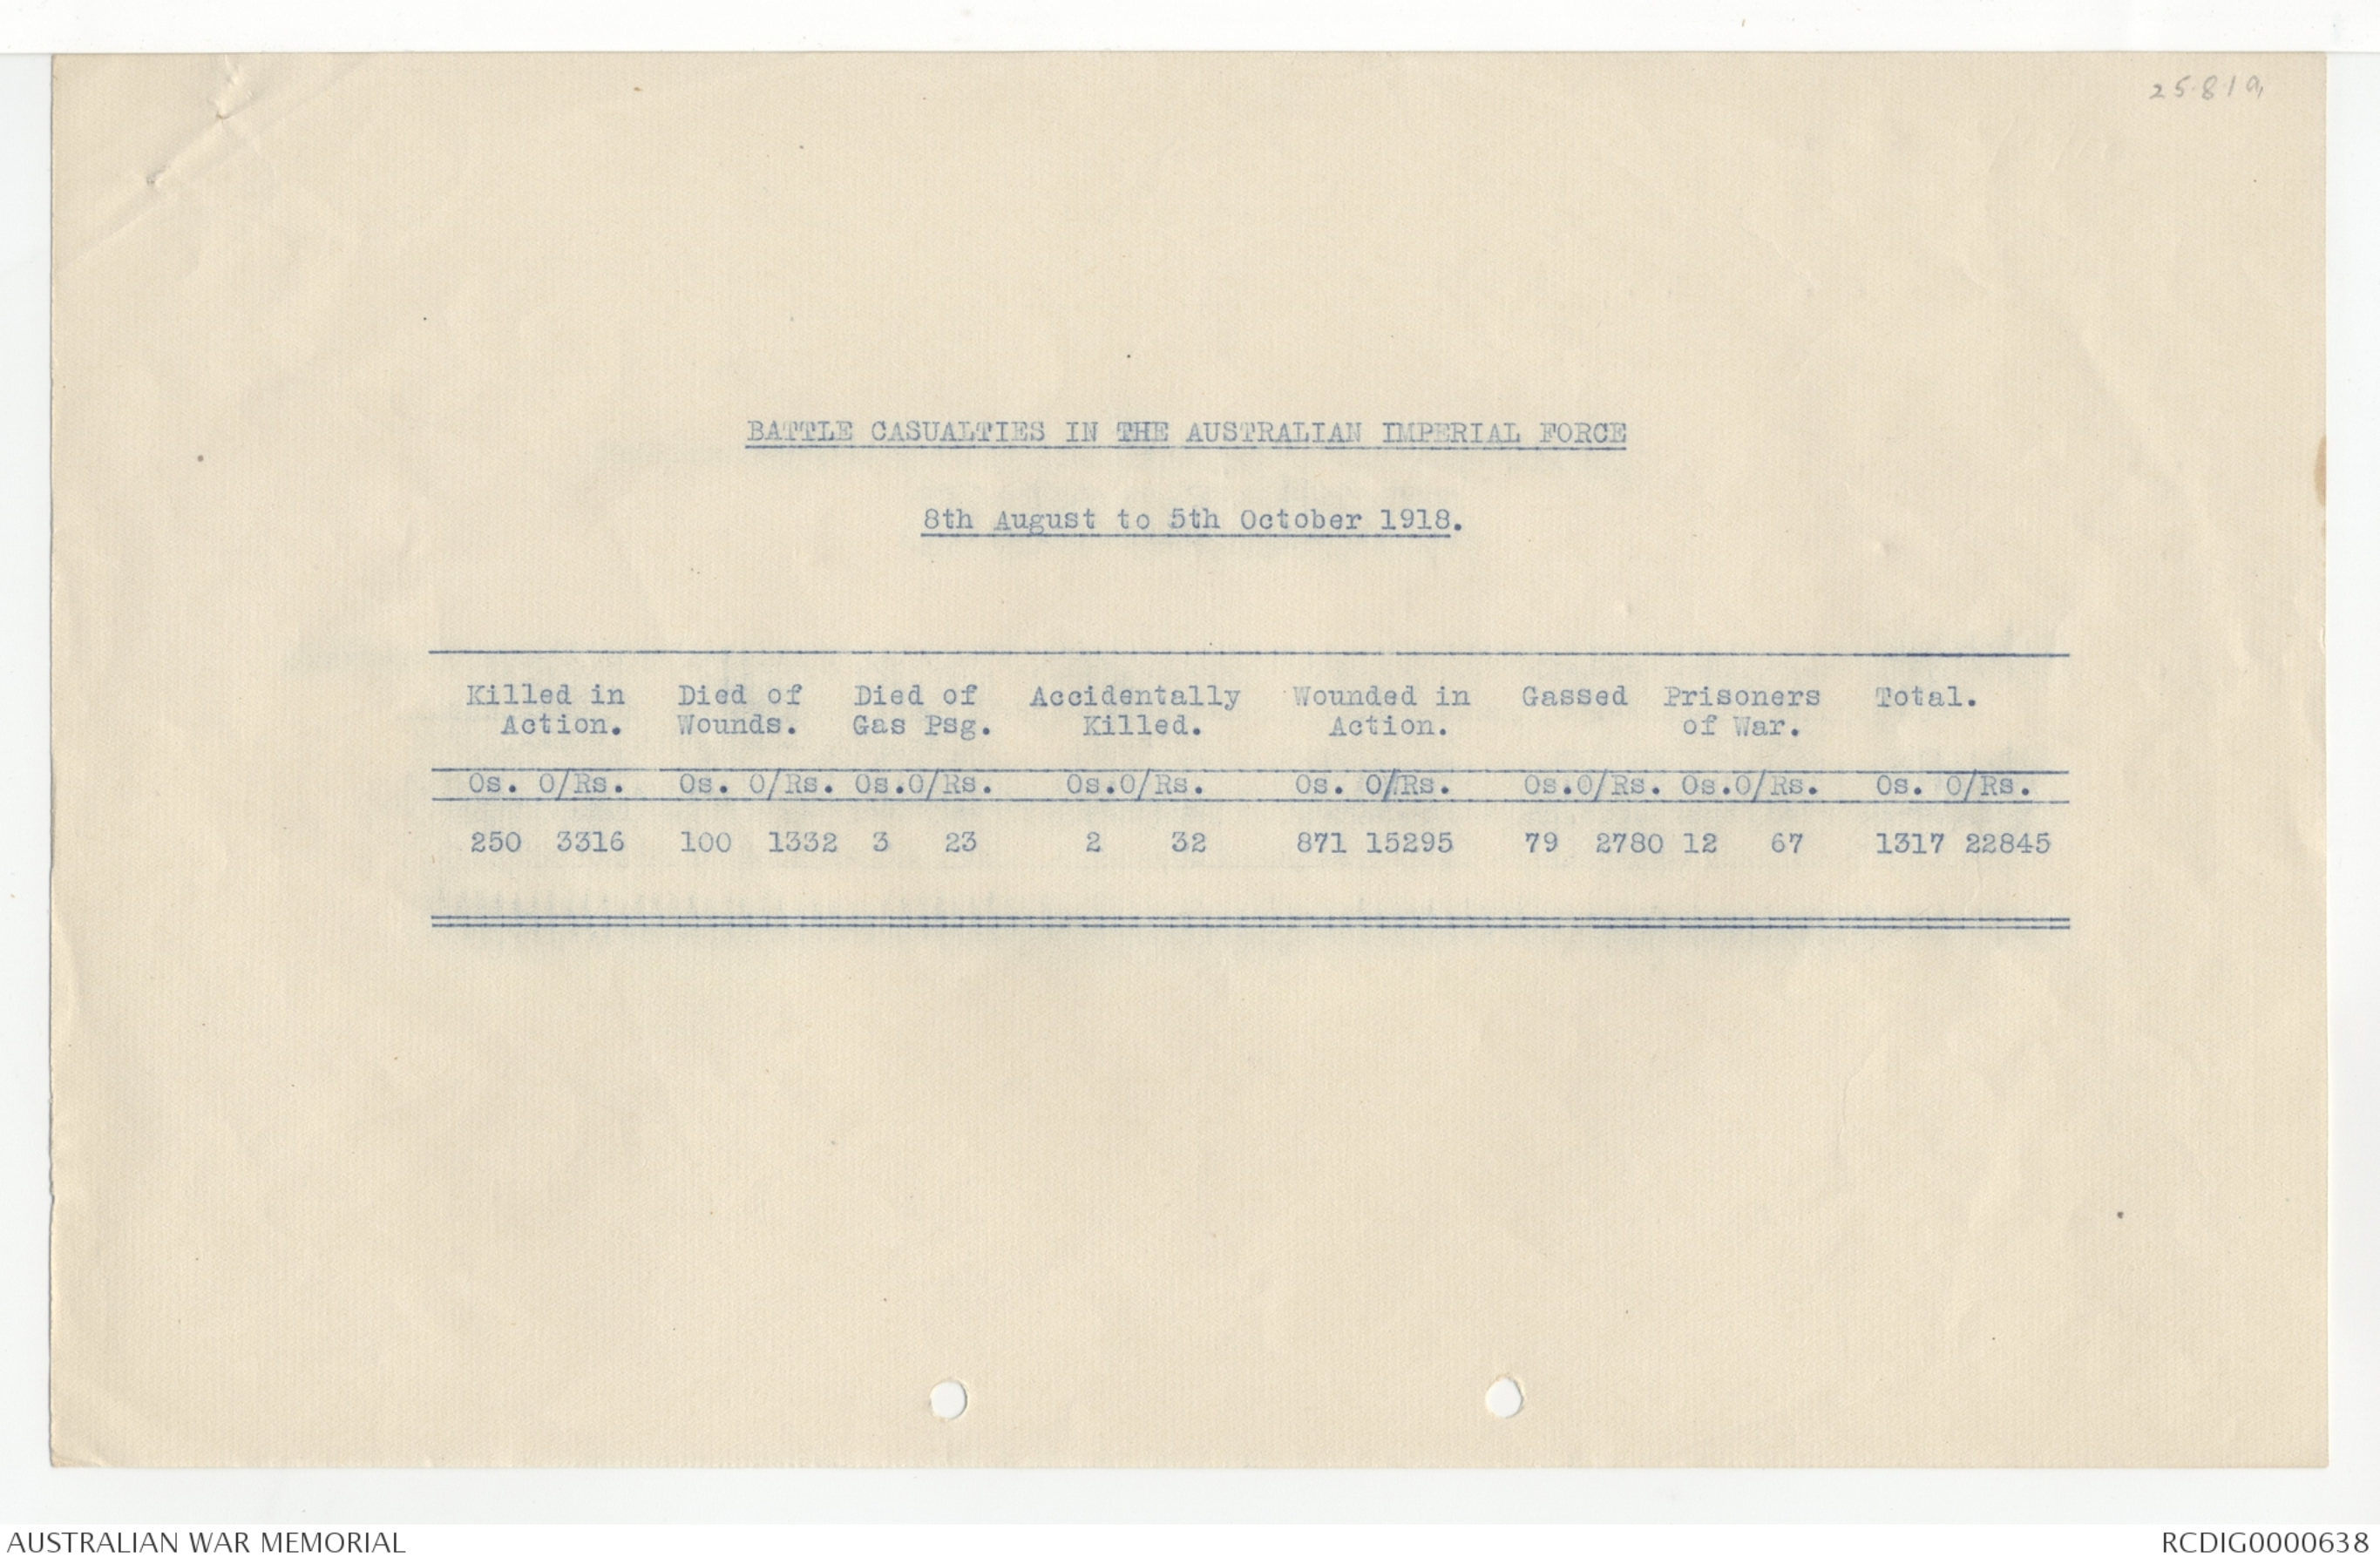 25.8.19
BATTLE CASUALTIES IN THE AUSTRALIAN IMPERIAL FORCE
8th August to 5th October 1918.
Killed in Died of Died of Accidentally Wounded in Gassed Prisoners Total.
Action. Wounds. Gas Psg. Killed. Action. of War.
Os. O/Rs. Os. O/Rs. Os.O/Rs. Os.O/Rs. Os. O/Rs. Os.O/Rs. Os.O/Rs. Os. O/Rs.
250 3316 100 1332 3 23 2 32 871 15295 79 2780 12 67 1317 22845
AUSTRALIAN WAR MEMORIAL
RCDIG0000638